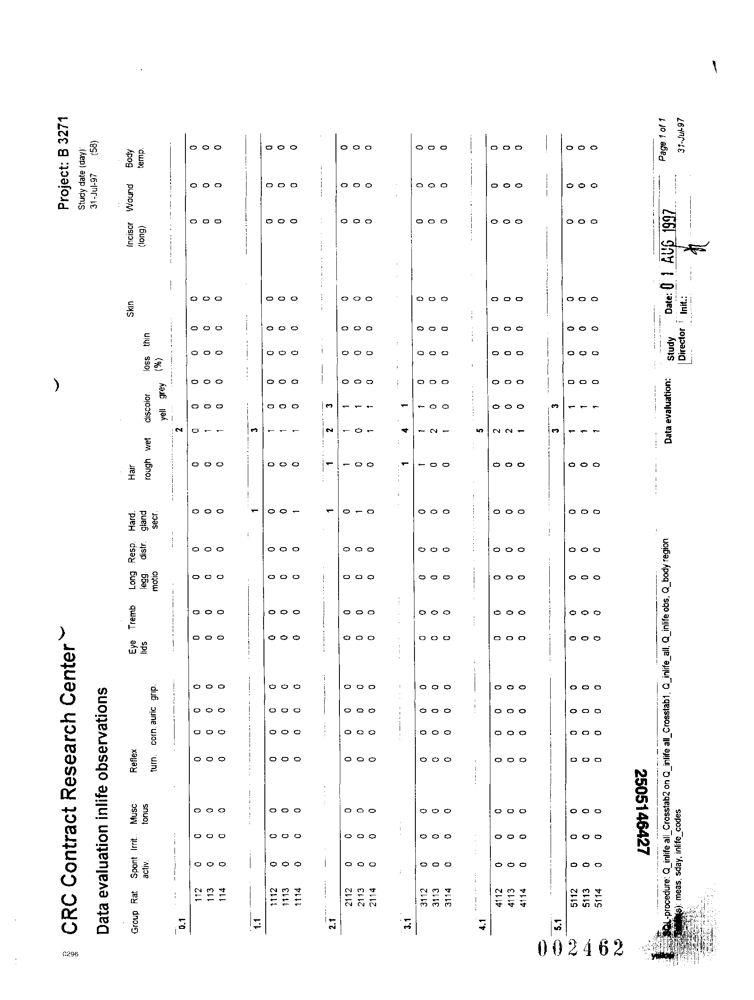 CRC Contract Research Center
Project: B 3271
Data evaluation inlife observations
Study date (day):
31-Jul-97 (58)
Group Rat Spont activ. Irrit. Musc tonus Reflex turn. corn auric grip. Eye lids Tremb Long legg motio Resp. distr. Hard. gland secr. Hair rough wet discolor yell grey loss (%) thin Skin Incisor (long) Wound Body temp.
0.1 2
112 0 0 0 0 0 0 0 0 0 0 0 0 0 0 0 0 0 0 0 0 0 0
113 0 0 0 0 0 0 0 0 0 0 0 0 0 1 0 0 0 0 0 0 0 0
114 0 0 0 0 0 0 0 0 0 0 0 0 0 1 0 0 0 0 0 0 0 0
1.1 1 3
1112 0 0 0 0 0 0 0 0 0 0 0 0 0 1 0 0 0 0 0 0 0 0
1113 0 0 0 0 0 0 0 0 0 0 0 0 0 1 0 0 0 0 0 0 0 0
1114 0 0 0 0 0 0 0 0 0 0 0 1 0 1 0 0 0 0 0 0 0 0
2.1 1 1 2 3
2112 0 0 0 0 0 0 0 0 0 0 0 0 1 1 1 0 0 0 0 0 0 0
2113 0 0 0 0 0 0 0 0 0 0 0 1 0 0 1 0 0 0 0 0 0 0
2114 0 0 0 0 0 0 0 0 0 0 0 0 0 1 1 0 0 0 0 0 0 0
3.1 1 4 1
3112 0 0 0 0 0 0 0 0 0 0 0 0 1 1 1 0 0 0 0 0 0 0
3113 0 0 0 0 0 0 0 0 0 0 0 0 0 2 0 0 0 0 0 0 0 0
3114 0 0 0 0 0 0 0 0 0 0 0 0 0 1 0 0 0 0 0 0 0 0
4.1 5
4112 0 0 0 0 0 0 0 0 0 0 0 0 0 2 0 0 0 0 0 0 0 0
4113 0 0 0 0 0 0 0 0 0 0 0 0 0 2 0 0 0 0 0 0 0 0
4114 0 0 0 0 0 0 0 0 0 0 0 0 0 1 0 0 0 0 0 0 0 0
5.1 3 3
5112 0 0 0 0 0 0 0 0 0 0 0 0 0 1 1 0 0 0 0 0 0 0
5113 0 0 0 0 0 0 0 0 0 0 0 0 0 1 1 0 0 0 0 0 0 0
5114 0 0 0 0 0 0 0 0 0 0 0 0 0 1 1 0 0 0 0 0 0 0
2505146427
SQL-procedure: Q_inlife all_Crosstab2 on Q_inlife all_Crosstab1, Q_inlife_all, Q_inlife obs, Q_body region
meas, sday, inlife_codes
Data evaluation:
Study Director
Date: 01 AUG 1997
Init.:
Page 1 of 1
31-Jul-97
0296
002462